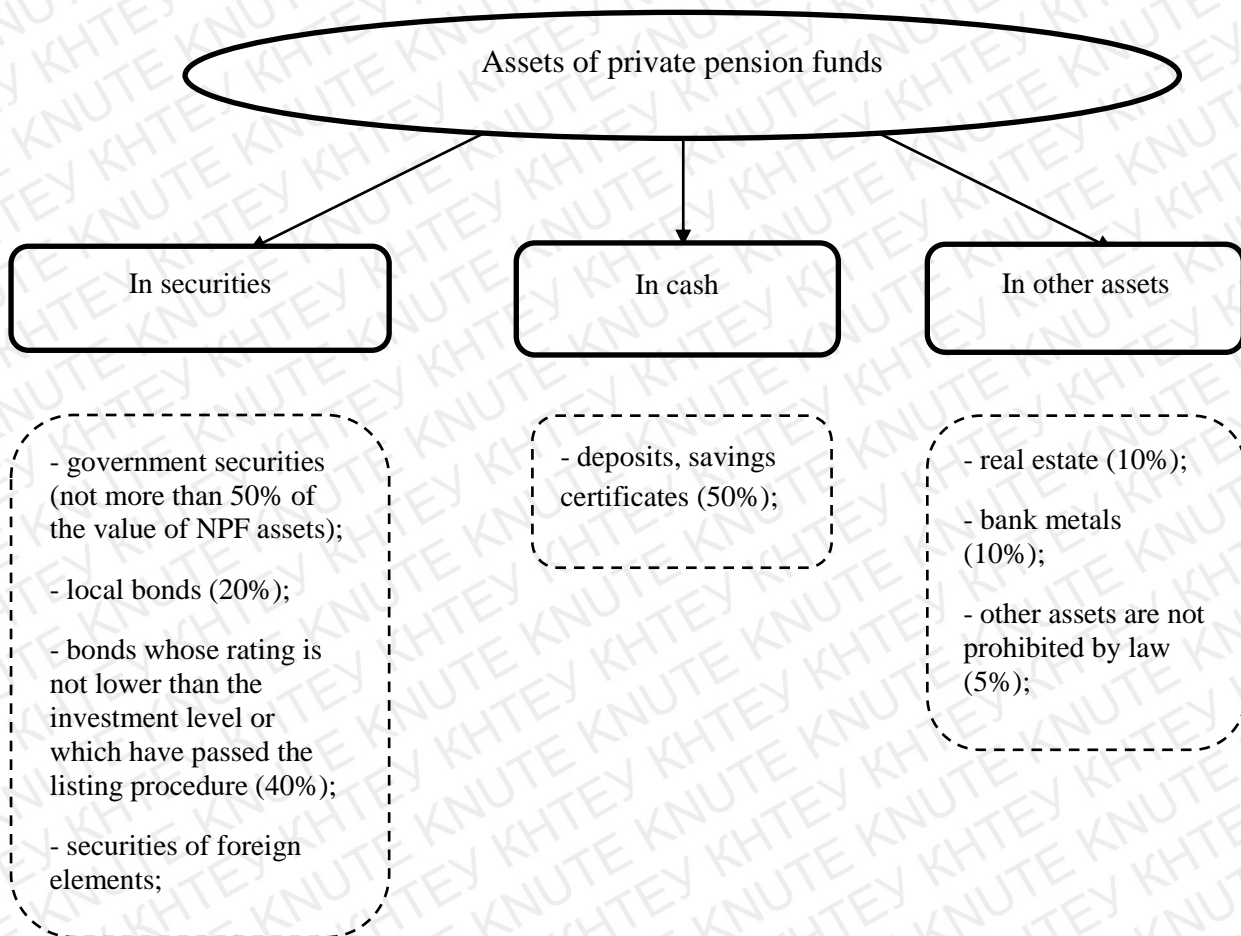 Assets of private pension funds
In securities
In cash
In other assets
- government securities
(not more than 50% of
the value of NPF assets);
- local bonds (20%);
- bonds whose rating is
not lower than the
investment level or
which have passed the
listing procedure (40%);
- securities of foreign
elements;
- deposits, savings
certificates (50%);
- real estate (10%);
- bank metals
(10%);
- other assets are not
prohibited by law
(5%);